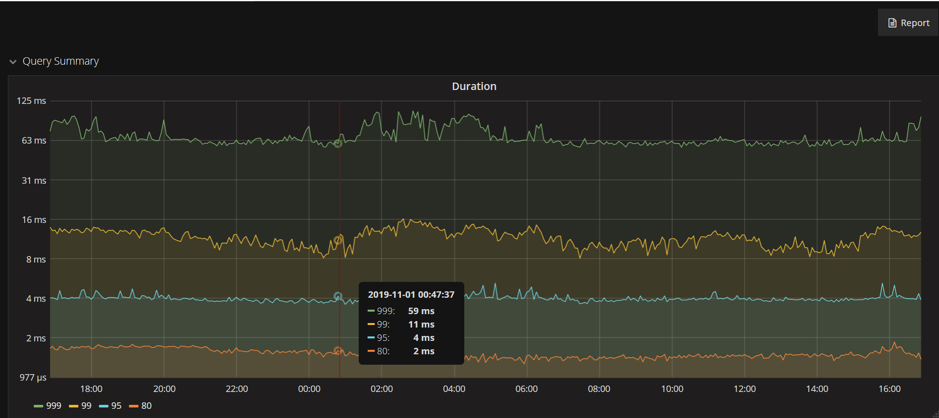 Report
Query Summary
Duration
125 ms
63 ms
31 ms
16 ms
8 ms
4 ms
2 ms
977 µs
2019-11-01 00:47:37
999: 59 ms
99: 11 ms
95: 4 ms
80: 2 ms
18:00 20:00 22:00 00:00 02:00 04:00 06:00 08:00 10:00 12:00 14:00 16:00
999 99 95 80